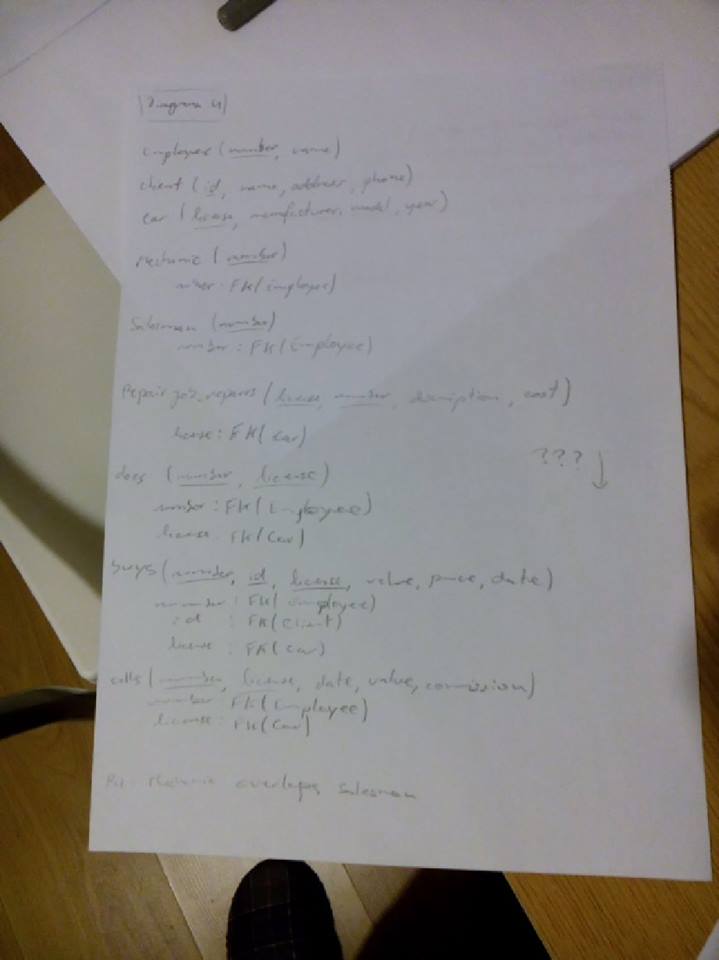 Diagrama 4
Employee (number, name)
client (id, name, address, phone)
car (license, manufacturer, model, year)
Mechanic (number)
number: FK(Employee)
Salesman (number)
number: FK(Employee)
Repair job_repairs (license, number, description, cost)
license: FK(Car)
???
does (number, license)
number: FK(Employee)
license: FK(Car)
buys (number, id, license, value, price, date)
number: FK(Employee)
id : FK(Client)
license : FK(Car)
sells (number, license, date, value, comission)
number: FK(Employee)
license: FK(Car)
Mechanic overlaps Salesman